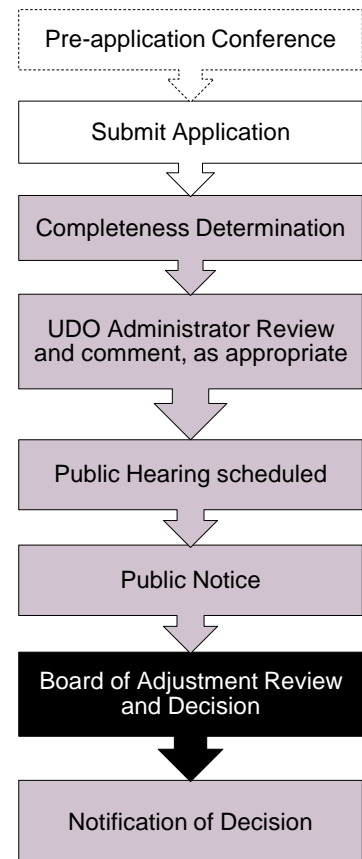 Pre-application Conference
Submit Application
Completeness Determination
UDO Administrator Review
and comment, as appropriate
Public Hearing scheduled
Public Notice
Board of Adjustment Review
and Decision
Notification of Decision